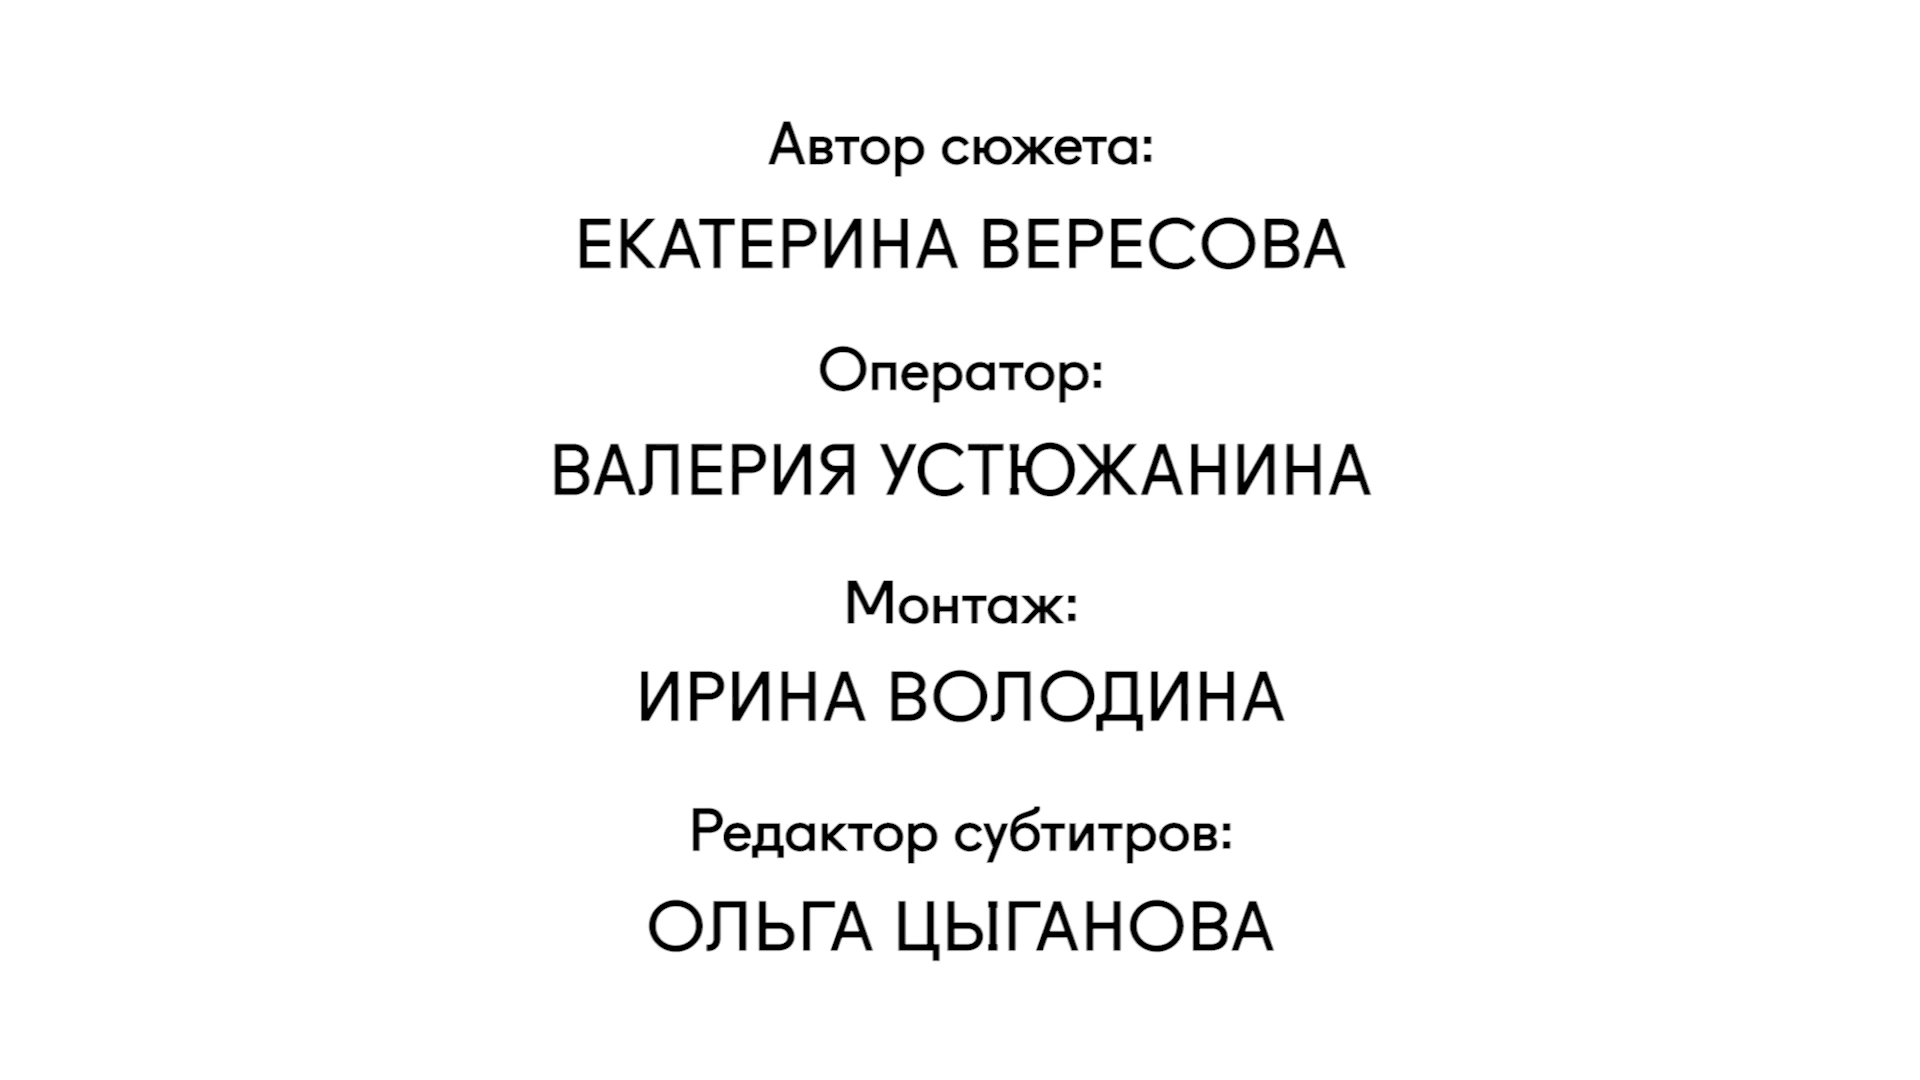 Автор сюжета:
ЕКАТЕРИНА ВЕРЕСОВА
Оператор:
ВАЛЕРИЯ УСТЮЖАНИНА
Монтаж:
ИРИНА ВОЛОДИНА
Редактор субтитров:
ОЛЬГА ЦЫГАНОВА